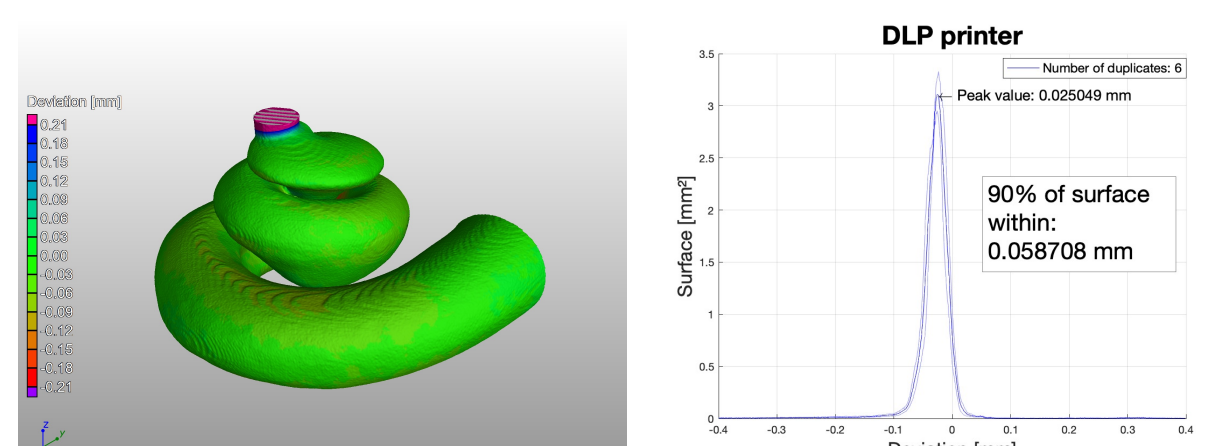 Deviation [mm]
0.21
0.18
0.15
0.12
0.09
0.06
0.03
0.00
-0.03
-0.06
-0.09
-0.12
-0.15
-0.18
-0.21
z
y
DLP printer
3.5
3
2.5
2
1.5
1
0.5
0
Surface [mm²]
Number of duplicates: 6
Peak value: 0.025049 mm
90% of surface
within:
0.058708 mm
-0.4
-0.3
-0.2
-0.1
0
0.1
0.2
0.3
0.4
Deviation [mm]